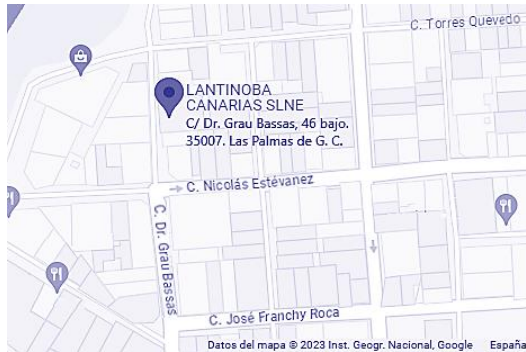 C. Torres Quevedo
LANTINOBA
CANARIAS SLNE
C/ Dr. Grau Bassas, 46 bajo.
35007. Las Palmas de G. C.
C. Nicolás Estévanez
C. Dr. Grau Bassas
C. José Franchy Roca
Datos del mapa © 2023 Inst. Geogr. Nacional, Google España